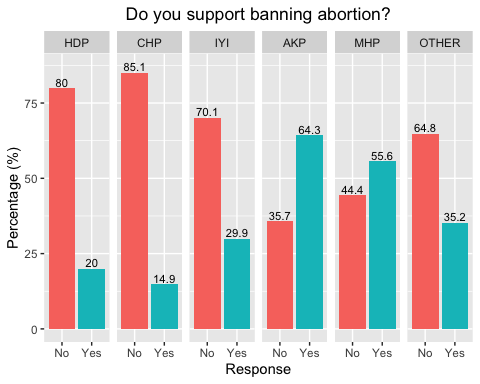 Do you support banning abortion?
HDP CHP IYI AKP MHP OTHER
80 20 85.1 14.9 70.1 29.9 35.7 64.3 44.4 55.6 64.8 35.2
75
50
25
0
Percentage (%)
No Yes No Yes No Yes No Yes No Yes No Yes
Response